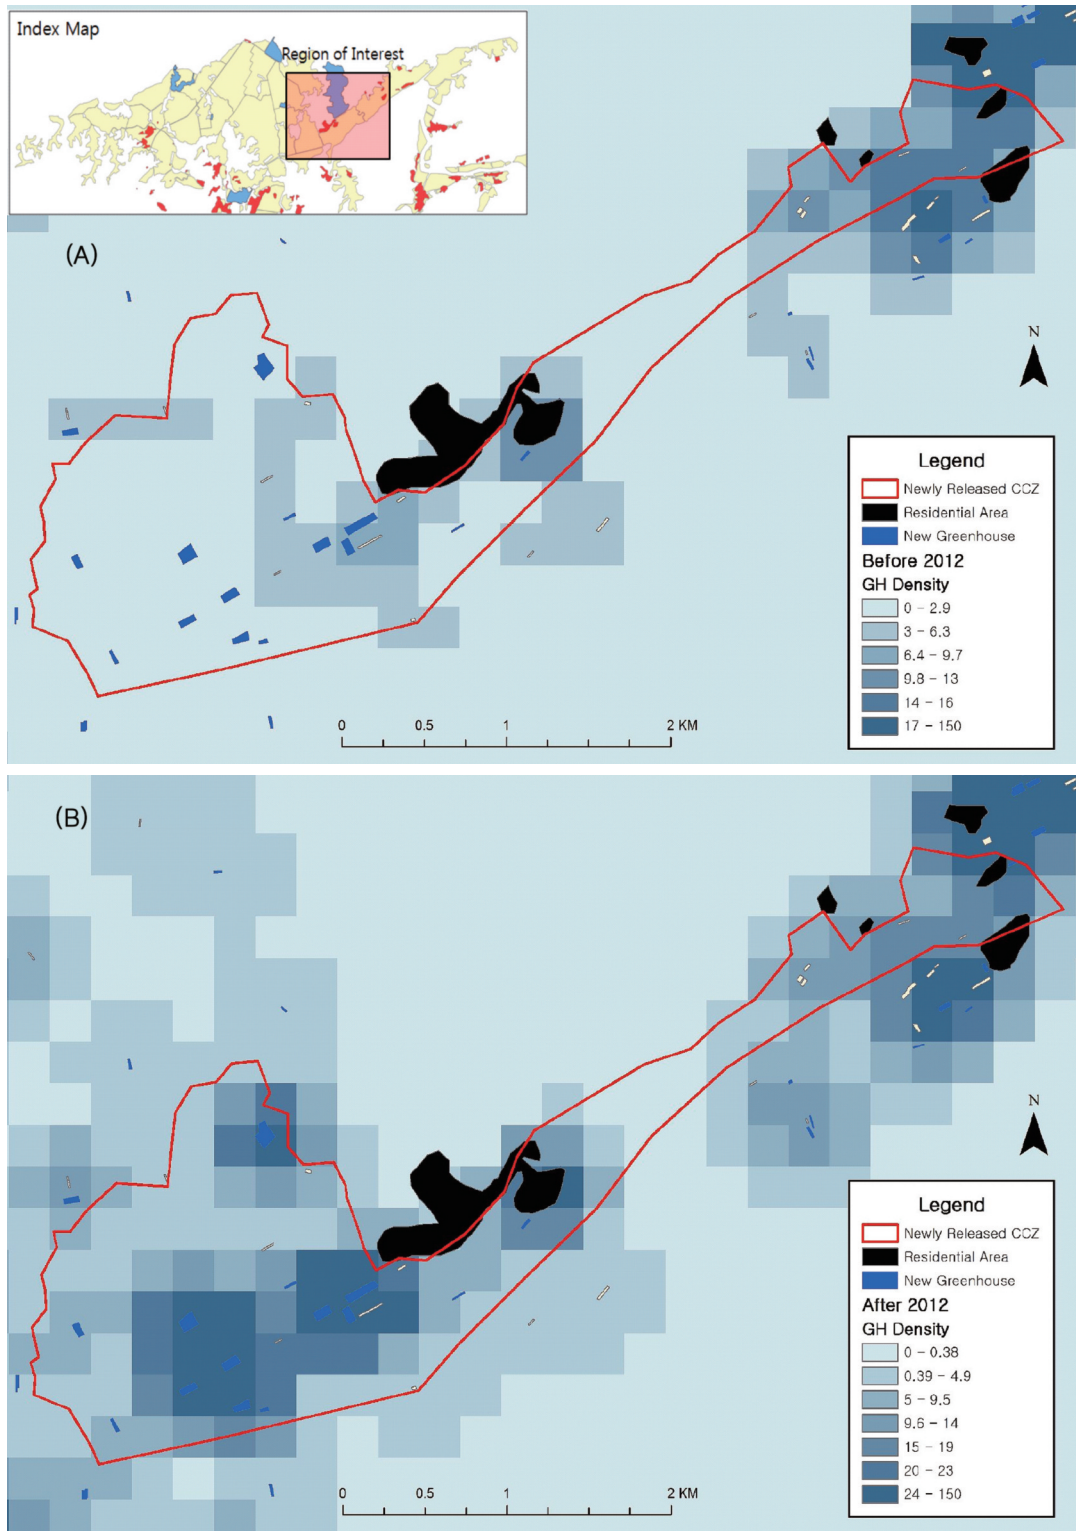 Index Map
Region of Interest
(A)
N
Legend
Newly Released CCZ
Residential Area
New Greenhouse
Before 2012
GH Density
0 - 2.9
3 - 6.3
6.4 - 9.7
9.8 - 13
14 - 16
17 - 150
0 0.5 1 2 KM
(B)
N
Legend
Newly Released CCZ
Residential Area
New Greenhouse
After 2012
GH Density
0 - 0.38
0.39 - 4.9
5 - 9.5
9.6 - 14
15 - 19
20 - 23
24 - 150
0 0.5 1 2 KM